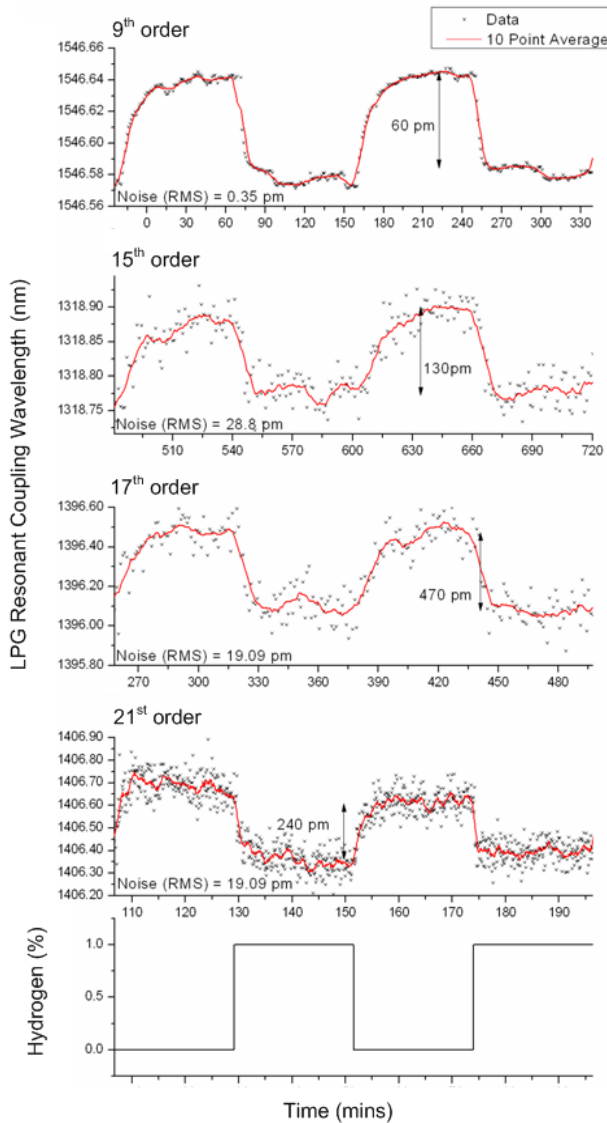 9th order
Data
10 Point Average
1546.66
1546.64
1546.62
1546.60
1546.58
1546.56
60 pm
Noise (RMS) = 0.35 pm
0 30 60 90 120 150 180 210 240 270 300 330
15th order
1318.90
1318.85
1318.80
1318.75
130pm
Noise (RMS) = 28.8 pm
510 540 570 600 630 660 690 720
17th order
1396.60
1396.40
1396.20
1396.00
1395.80
470 pm
Noise (RMS) = 19.09 pm
270 300 330 360 390 420 450 480
21st order
1406.90
1406.80
1406.70
1406.60
1406.50
1406.40
1406.30
1406.20
240 pm
Noise (RMS) = 19.09 pm
110 120 130 140 150 160 170 180 190
LPG Resonant Coupling Wavelength (nm)
1.0
0.5
0.0
Hydrogen (%)
Time (mins)